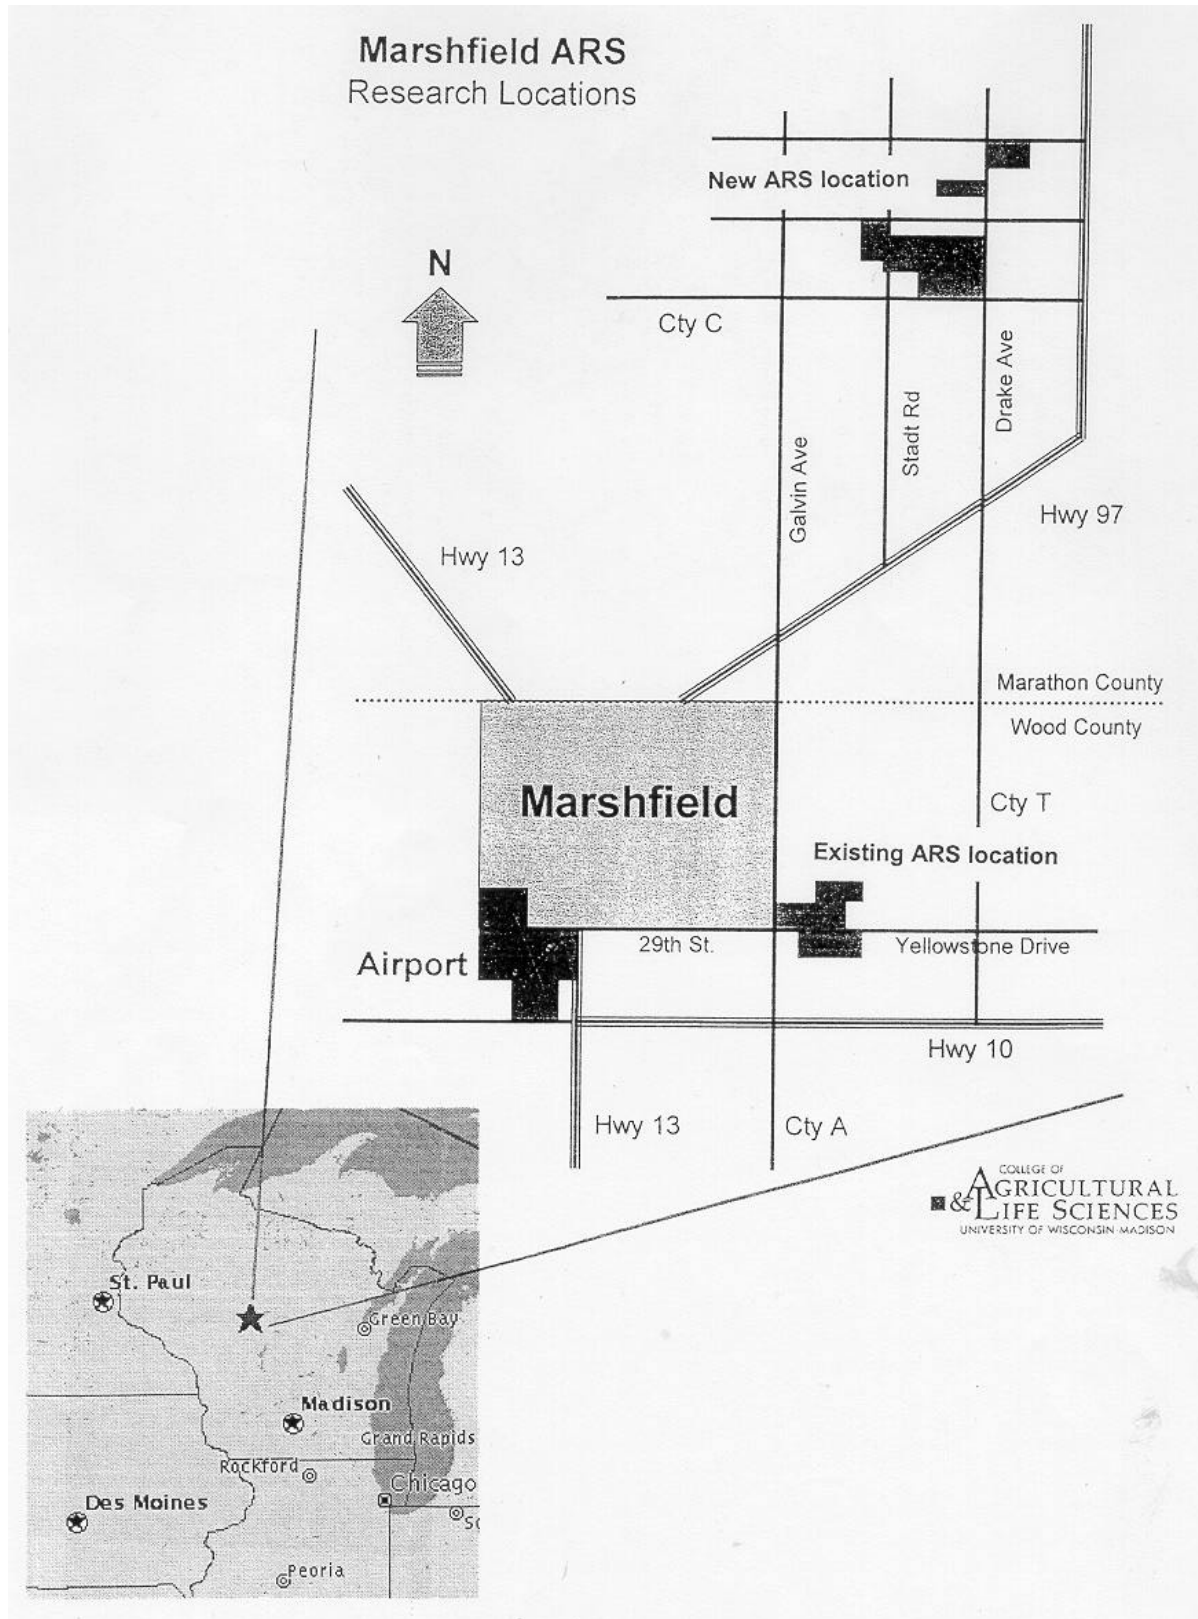 Marshfield ARS
Research Locations
New ARS location
N
Cty C
Drake Ave
Stadt Rd
Galvin Ave
Hwy 97
Hwy 13
Marathon County
Wood County
Marshfield
Cty T
Existing ARS location
29th St.
Yellowstone Drive
Airport
Hwy 10
Hwy 13
Cty A
COLLEGE OF
AGRICULTURAL
& LIFE SCIENCES
UNIVERSITY OF WISCONSIN-MADISON
St. Paul
Green Bay
Madison
Grand Rapids
Rockford
Chicago
Des Moines
Peoria